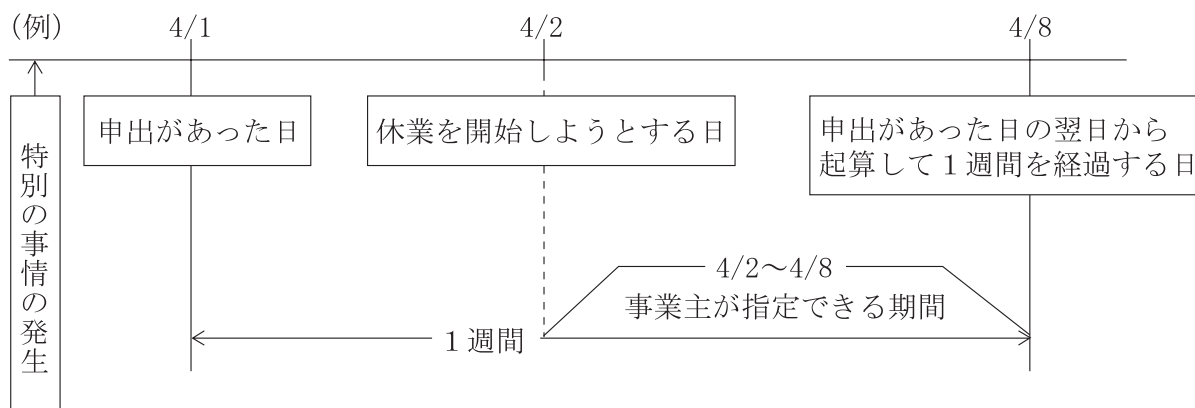 (例)
4/1
4/2
4/8
特別の事情の発生
申出があった日
休業を開始しようとする日
申出があった日の翌日から
起算して1週間を経過する日
4/2〜4/8
事業主が指定できる期間
1週間